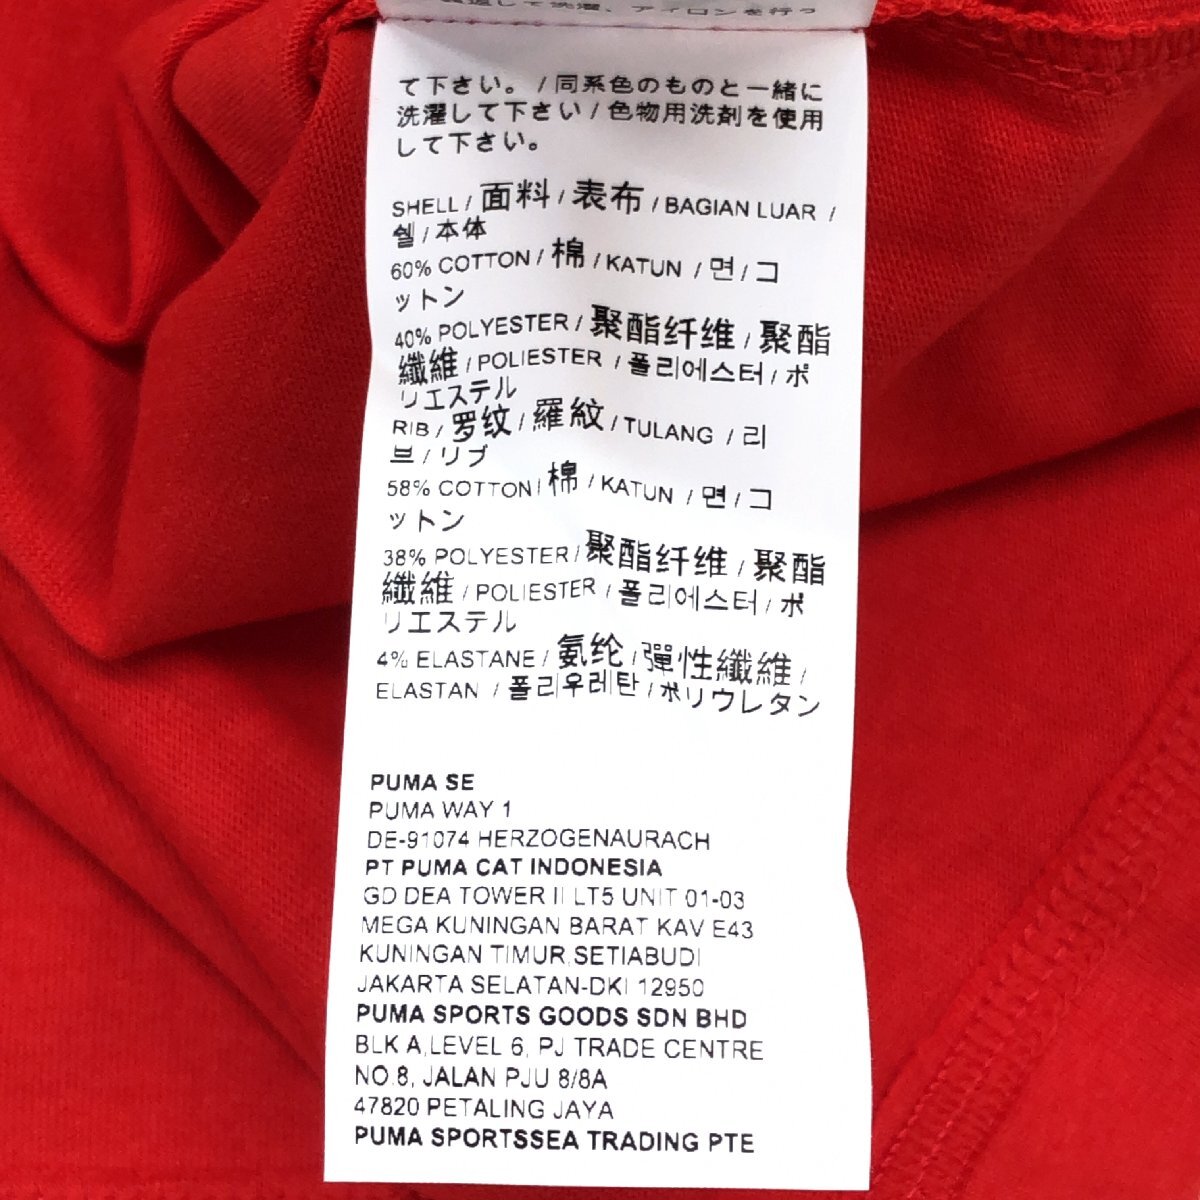 て下さい。/同系色のものと一緒に
洗濯して下さい/色物用洗剤を使用
して下さい。
SHELL / 面料 / 表布 / BAGIAN LUAR /
쉘 / 本体
60% COTTON / 棉 / KATUN / 면 / コ
ットン
40% POLYESTER / 聚酯纤维 / 聚酯
纖維 / POLIESTER / 폴리에스터 / ポ
リエステル
RIB / 罗纹 / 羅紋 / TULANG / 리
브 / リブ
58% COTTON / 棉 / KATUN / 면 / コ
ットン
38% POLYESTER / 聚酯纤维 / 聚酯
纖維 / POLIESTER / 폴리에스터 / ポ
リエステル
4% ELASTANE / 氨纶 / 彈性纖維 /
ELASTAN / 폴리우레탄 / ポリウレタン
PUMA SE
PUMA WAY 1
DE-91074 HERZOGENAURACH
PT PUMA CAT INDONESIA
GD DEA TOWER II LT5 UNIT 01-03
MEGA KUNINGAN BARAT KAV E43
KUNINGAN TIMUR,SETIABUDI
JAKARTA SELATAN-DKI 12950
PUMA SPORTS GOODS SDN BHD
BLK A,LEVEL 6, PJ TRADE CENTRE
NO.8, JALAN PJU 8/8A
47820 PETALING JAYA
PUMA SPORTSSEA TRADING PTE